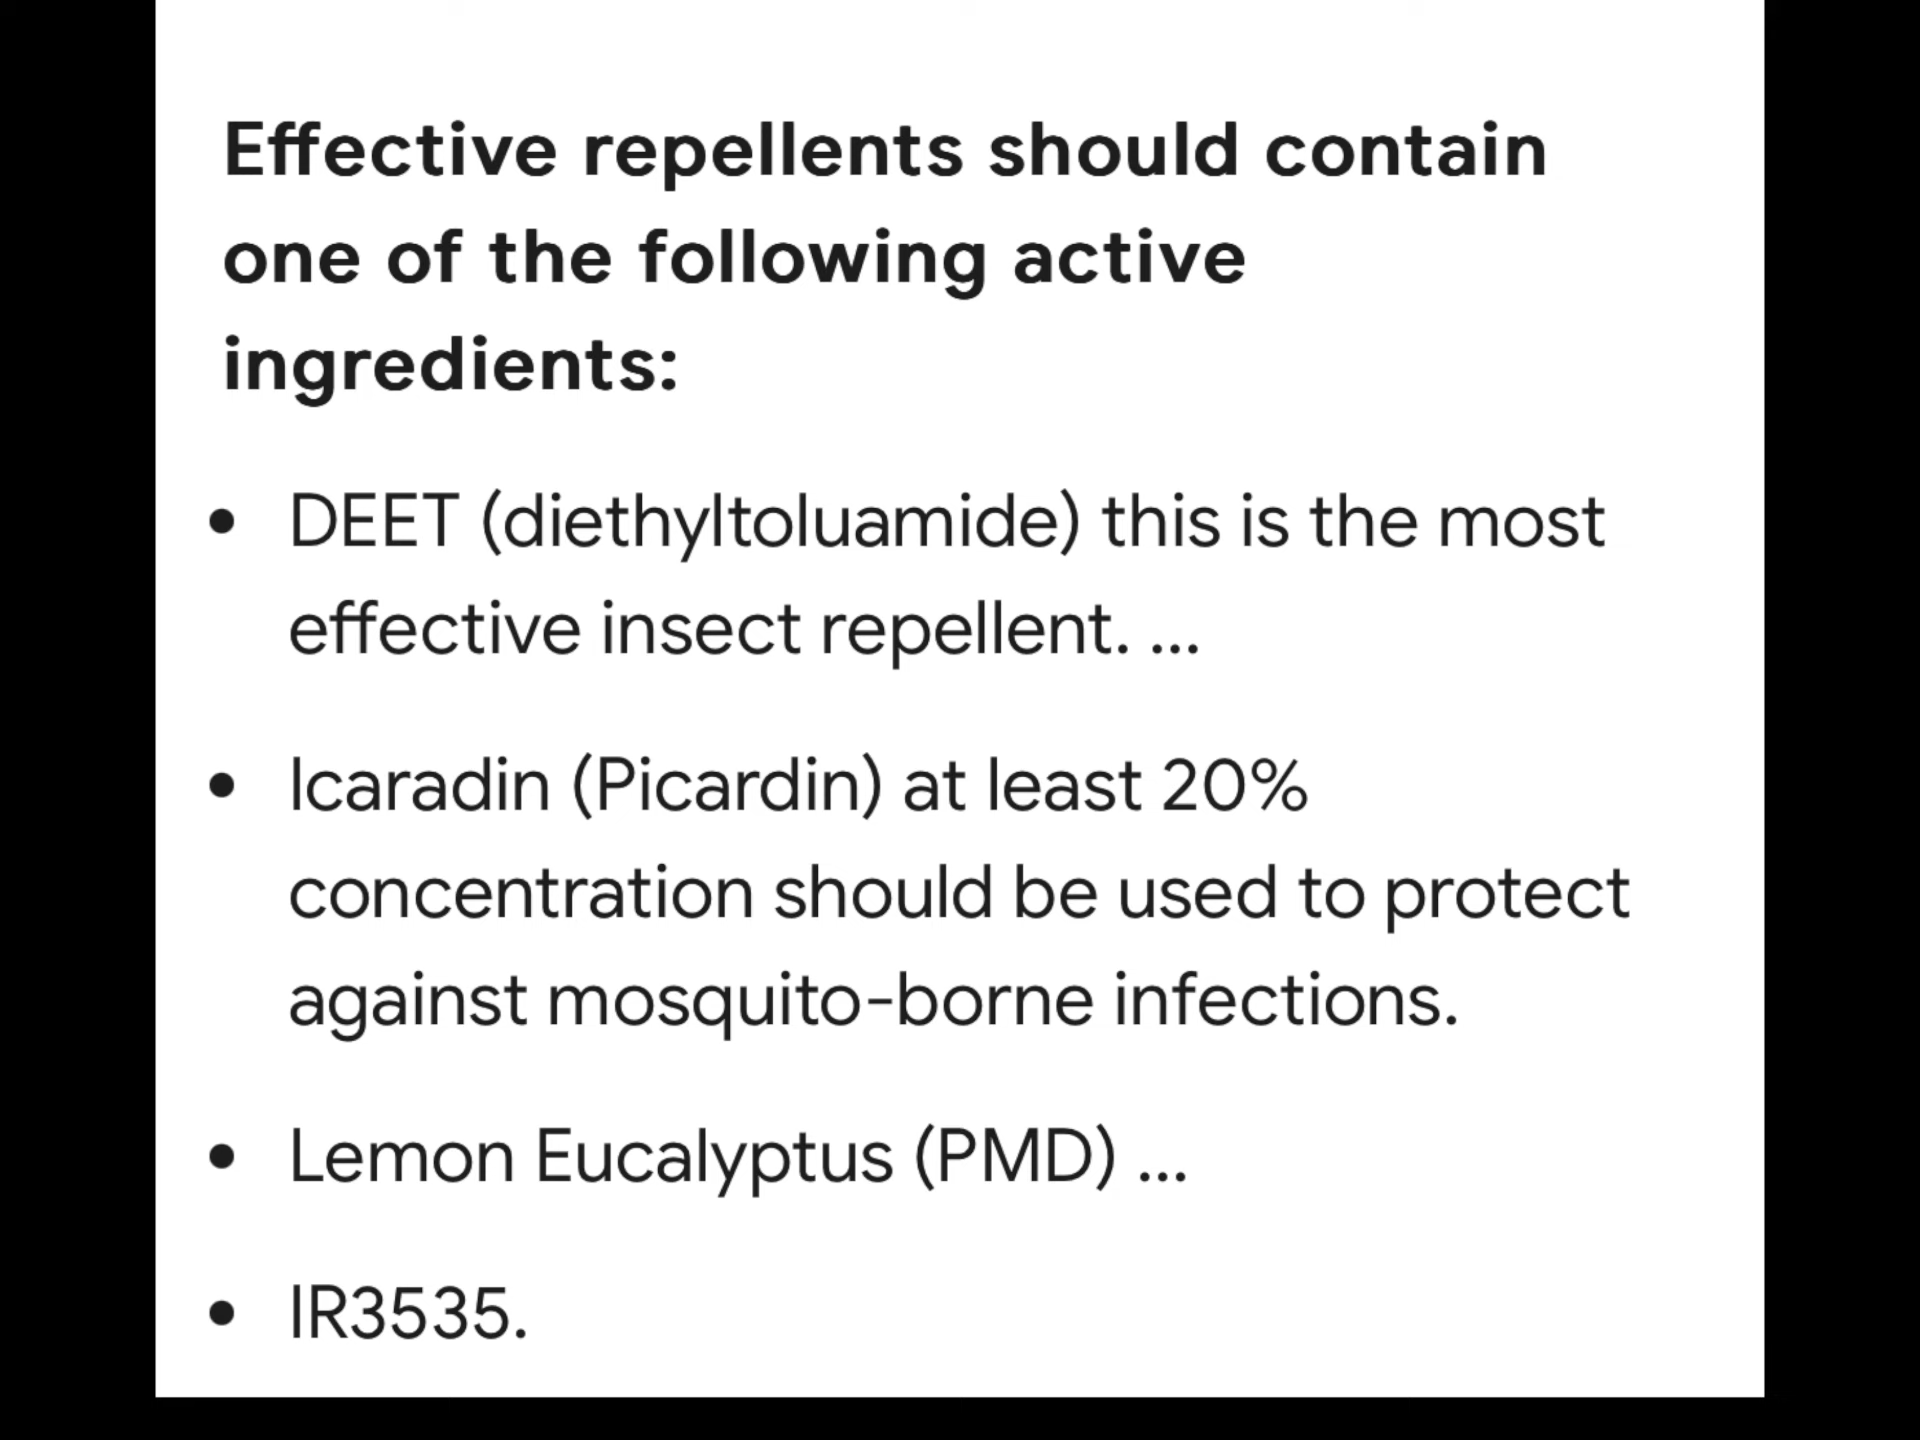 Effective repellents should contain
one of the following active
ingredients:
• DEET (diethyltoluamide) this is the most
effective insect repellent. ...
• Icaradin (Picardin) at least 20%
concentration should be used to protect
against mosquito-borne infections.
• Lemon Eucalyptus (PMD) ...
• IR3535.